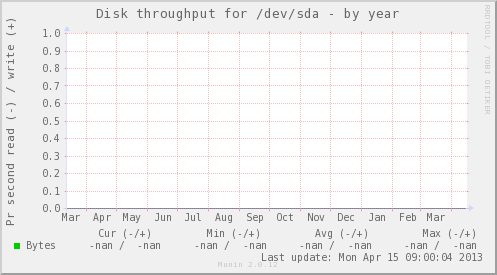 Disk throughput for /dev/sda - by year
RRDTOOL / TOBI OETIKER
Pr second read (-) / write (+)
1.0
0.9
0.8
0.7
0.6
0.5
0.4
0.3
0.2
0.1
0.0
Mar Apr May Jun Jul Aug Sep Oct Nov Dec Jan Feb Mar
Cur (-/+) Min (-/+) Avg (-/+) Max (-/+)
Bytes -nan / -nan -nan / -nan -nan / -nan -nan / -nan
Last update: Mon Apr 15 09:00:04 2013
Munin 2.0.12